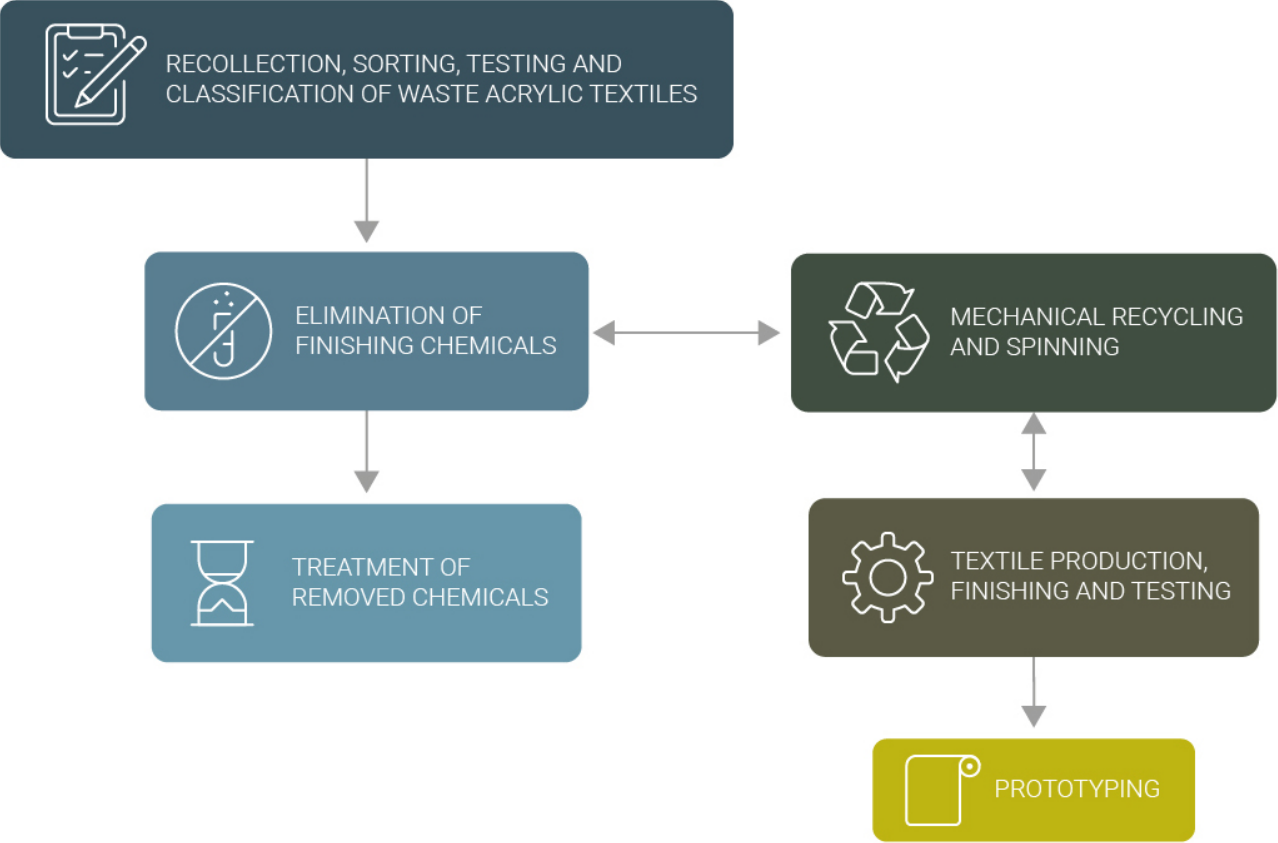 RECOLLECTION, SORTING, TESTING AND
CLASSIFICATION OF WASTE ACRYLIC TEXTILES
ELIMINATION OF
FINISHING CHEMICALS
MECHANICAL RECYCLING
AND SPINNING
TREATMENT OF
REMOVED CHEMICALS
TEXTILE PRODUCTION,
FINISHING AND TESTING
PROTOTYPING